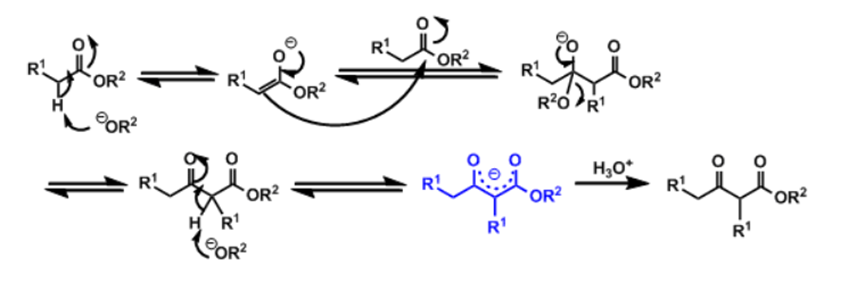 R¹ O OR² H ⊖OR²
R¹ O ⊖ OR²
R¹ O OR²
⊖ O R¹ O OR² R²O R¹
R¹ O O OR² H R¹ ⊖OR²
R¹ O ⊖ O OR² R¹
H₃O⁺
R¹ O O OR² R¹